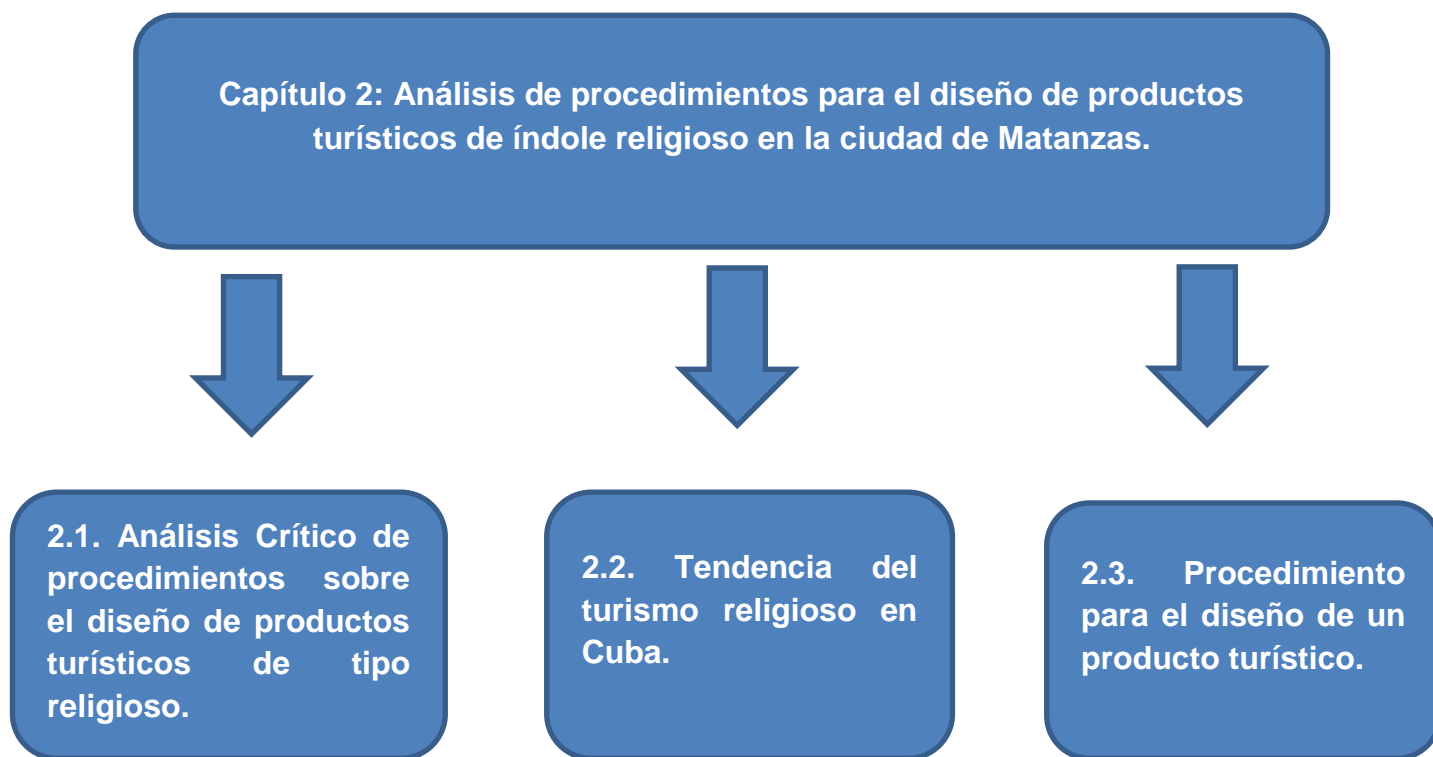 Capítulo 2: Análisis de procedimientos para el diseño de productos
turísticos de índole religioso en la ciudad de Matanzas.
2.1. Análisis Crítico de
procedimientos sobre
el diseño de productos
turísticos de tipo
religioso.
2.2. Tendencia del
turismo religioso en
Cuba.
2.3. Procedimiento
para el diseño de un
producto turístico.